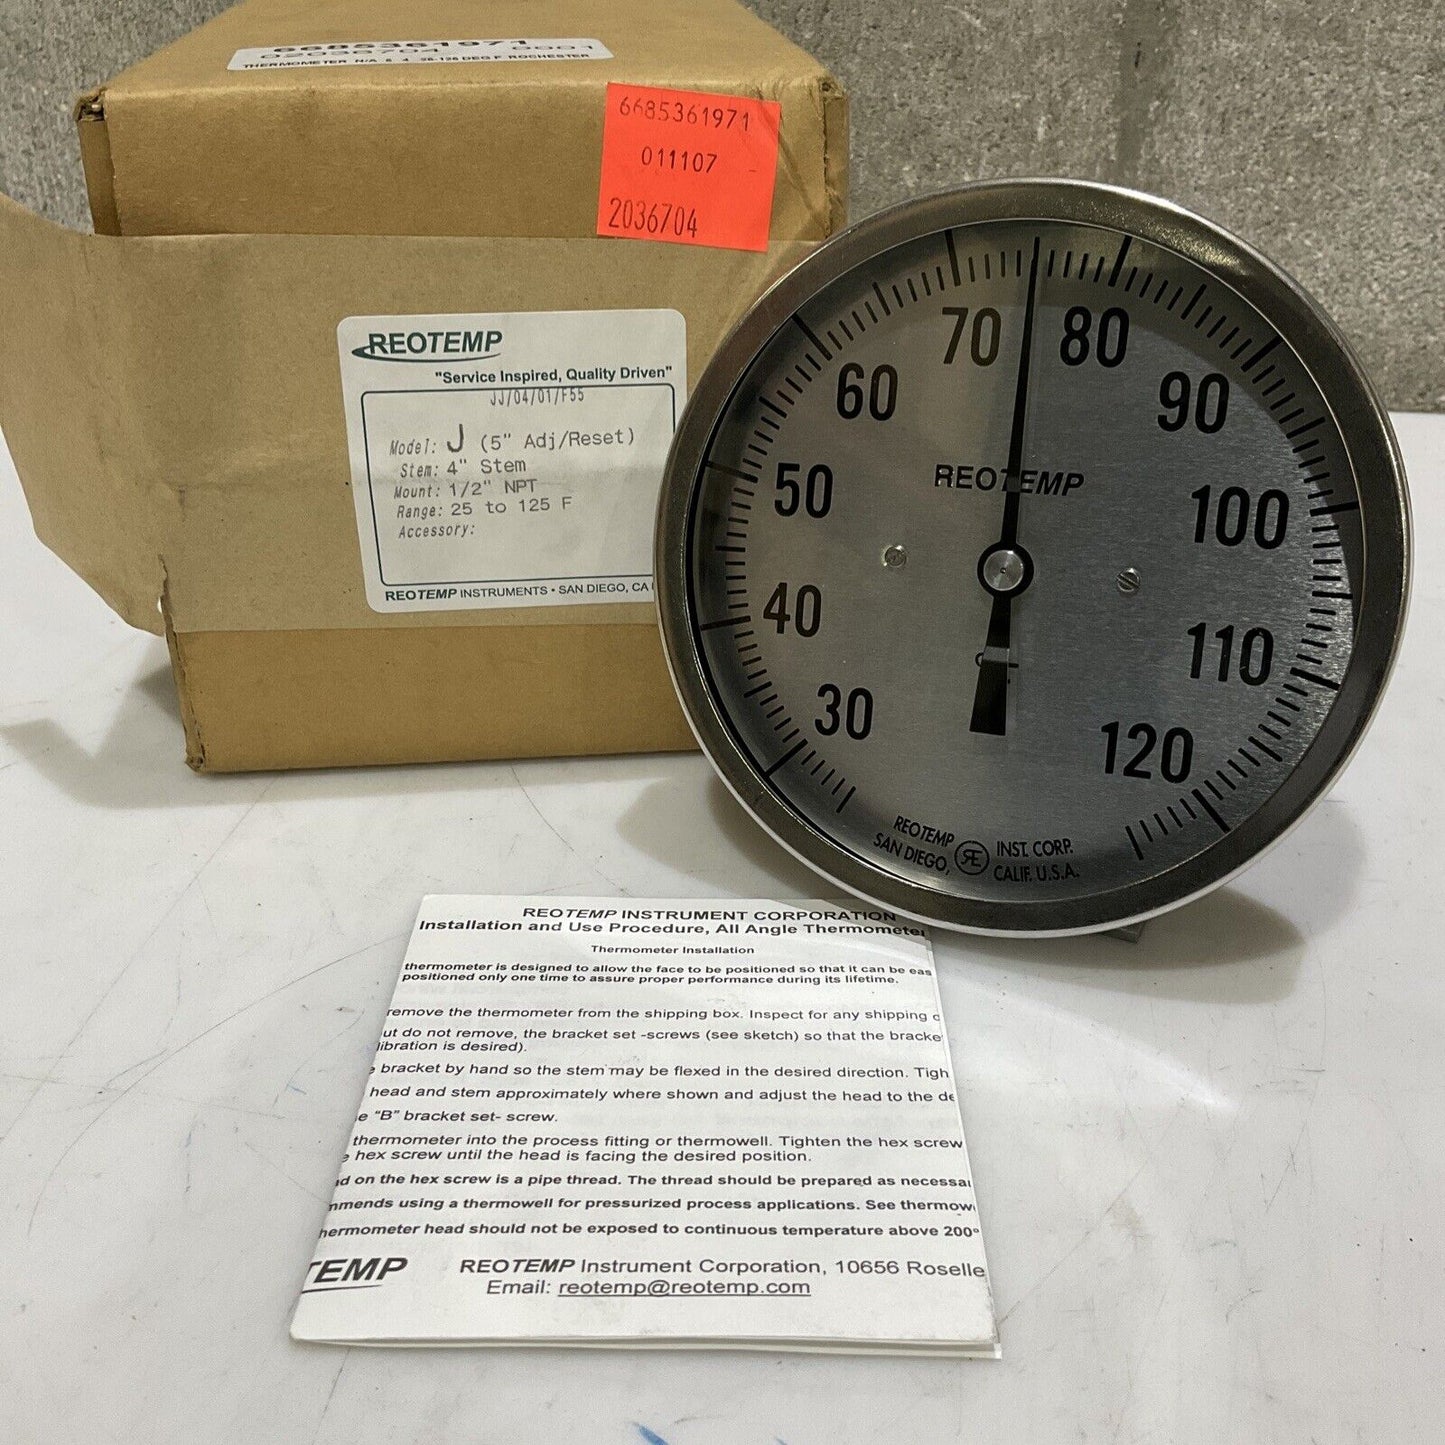 6685361971
02036704 0001
THERMOMETER N/A 5 4 25-125 DEG F ROCHESTER
6685361971
011107
2036704
REOTEMP
"Service Inspired, Quality Driven"
JJ/04/01/F55
Model: J (5" Adj/Reset)
Stem: 4" Stem
Mount: 1/2" NPT
Range: 25 to 125 F
Accessory:
REOTEMP INSTRUMENTS • SAN DIEGO, CA
30
40
50
60
70
80
90
100
110
120
REOTEMP
REOTEMP INST. CORP.
SAN DIEGO, CALIF. U.S.A.
REOTEMP INSTRUMENT CORPORATION
Installation and Use Procedure, All Angle Thermometer
Thermometer Installation
thermometer is designed to allow the face to be positioned so that it can be eas
positioned only one time to assure proper performance during its lifetime.
remove the thermometer from the shipping box. Inspect for any shipping
ut do not remove, the bracket set -screws (see sketch) so that the bracke
libration is desired).
bracket by hand so the stem may be flexed in the desired direction. Tigh
head and stem approximately where shown and adjust the head to the de
e "B" bracket set- screw.
thermometer into the process fitting or thermowell. Tighten the hex screw
hex screw until the head is facing the desired position.
d on the hex screw is a pipe thread. The thread should be prepared as necessa
mmends using a thermowell for pressurized process applications. See thermow
hermometer head should not be exposed to continuous temperature above 200°
TEMP REOTEMP Instrument Corporation, 10656 Roselle
Email: reotemp@reotemp.com